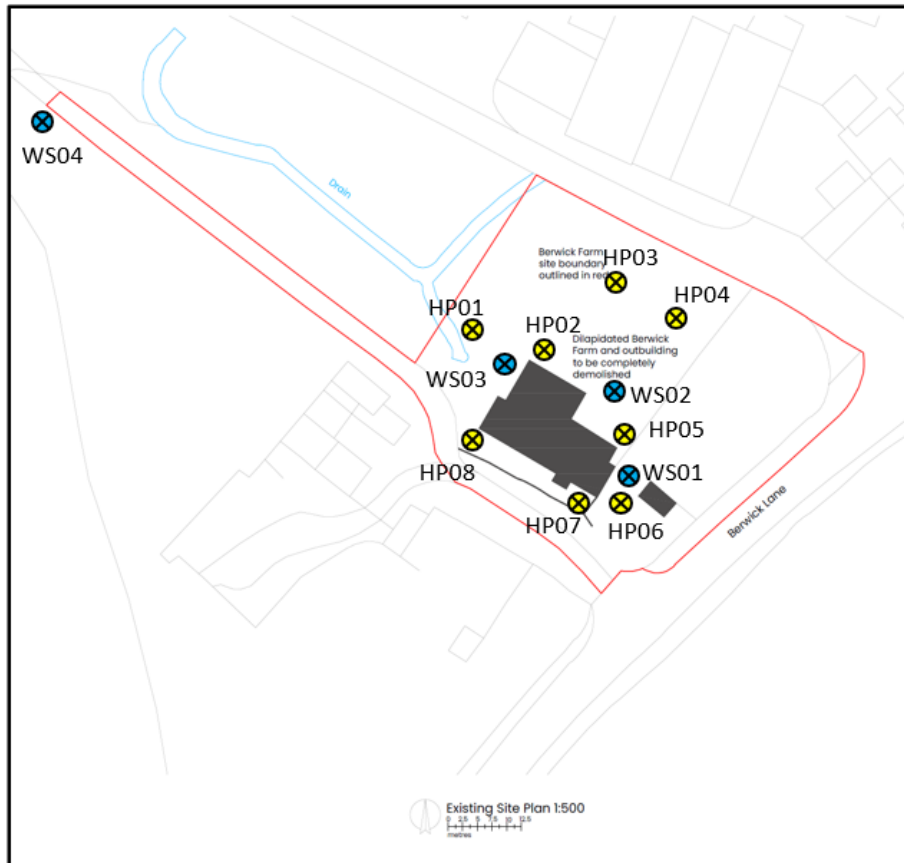 WS04
Drain
Berwick Farm
site boundary
outlined in red
HP03
HP04
HP01
HP02
Dilapidated Berwick
Farm and outbuilding
to be completely
demolished
WS03
WS02
HP05
WS01
HP08
HP07
HP06
Berwick Lane
Existing Site Plan 1:500
0 2.5 5 7.5 10 12.5
metres